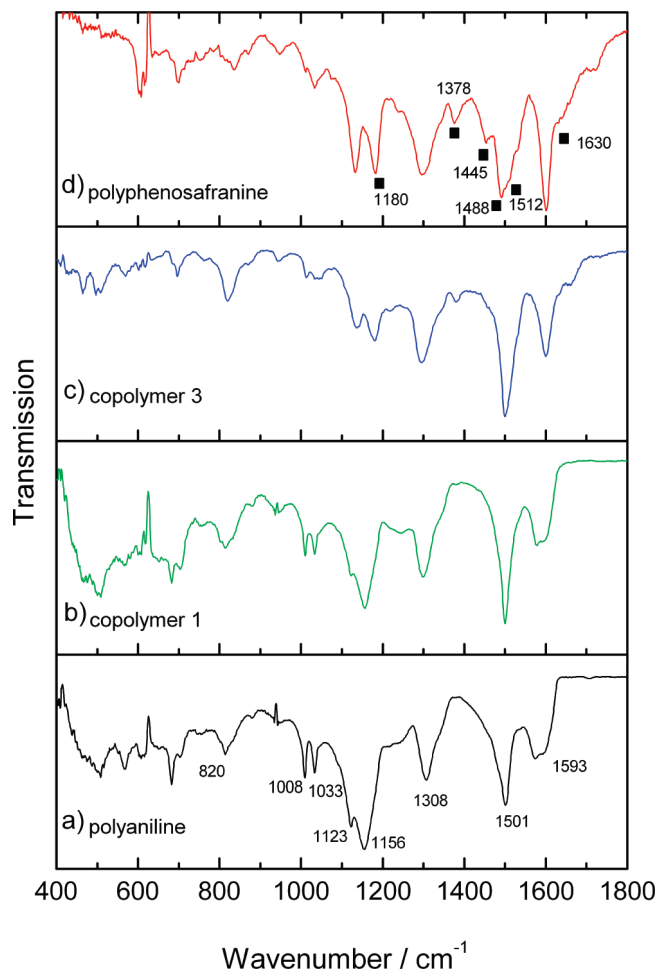 1378
1630
1445
1180
1488
1512
d) polyphenosafranine
c) copolymer 3
Transmission
b) copolymer 1
820
1008
1033
1593
1308
1501
1123
1156
a) polyaniline
400 600 800 1000 1200 1400 1600 1800
Wavenumber / cm⁻¹